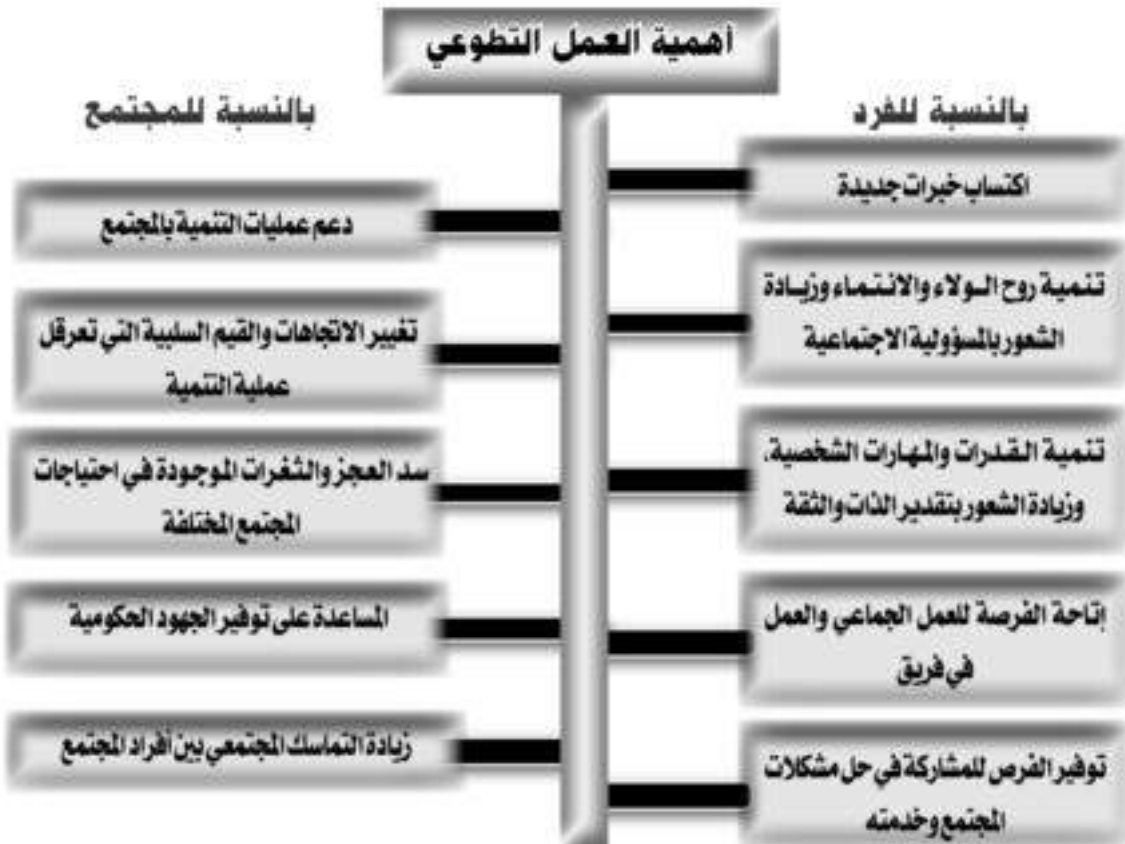 أهمية العمل التطوعي
بالنسبة للفرد
اكتساب خبرات جديدة
تنمية روح الولاء والانتماء وزيادة
الشعور بالمسؤولية الاجتماعية
تنمية القدرات والمهارات الشخصية،
وزيادة الشعور بتقدير الذات والثقة
إتاحة الفرصة للعمل الجماعي والعمل
في فريق
توفير الفرص للمشاركة في حل مشكلات
المجتمع وخدمته
بالنسبة للمجتمع
دعم عمليات التنمية بالمجتمع
تغيير الاتجاهات والقيم السلبية التي تعرقل
عملية التنمية
سد العجز والثغرات الموجودة في احتياجات
المجتمع المختلفة
المساعدة على توفير الجهود الحكومية
زيادة التماسك المجتمعي بين أفراد المجتمع